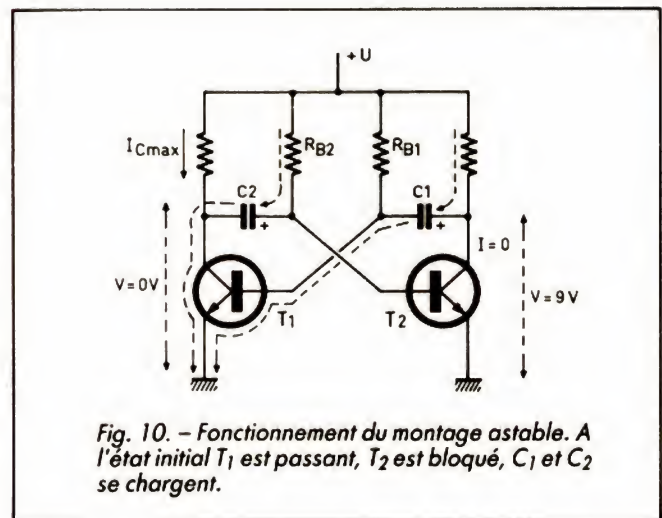 +U
I Cmax
RB2
RB1
C2
C1
+
+
I=0
V=0V
T1
T2
V=9V
Fig. 10. – Fonctionnement du montage astable. A
l'état initial T1 est passant, T2 est bloqué, C1 et C2
se chargent.